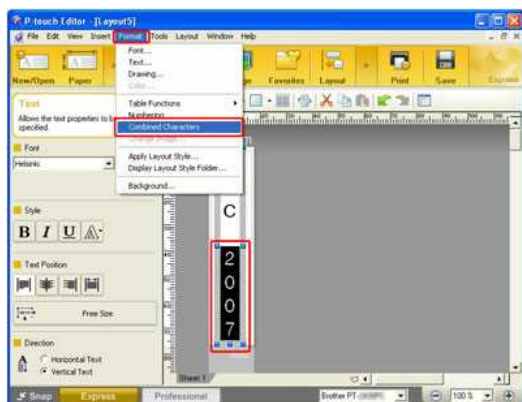 P-touch Editor - [Layout5]
File Edit View Insert Format Tools Layout Window Help
New/Open Paper Favorites Layout Print Save Express
Font...
Text...
Drawing...
Color...
Table Functions
Numbering
Combined Characters
Apply Layout Style...
Display Layout Style Folder...
Background...
Text
Allows the text properties to b
specified.
Font
Helsinki
Style
B I U A
Text Position
Free Size
Direction
Horizontal Text
Vertical Text
C
2
0
0
7
Sheet 1
Snap Express Professional
Brother PT-
100 %